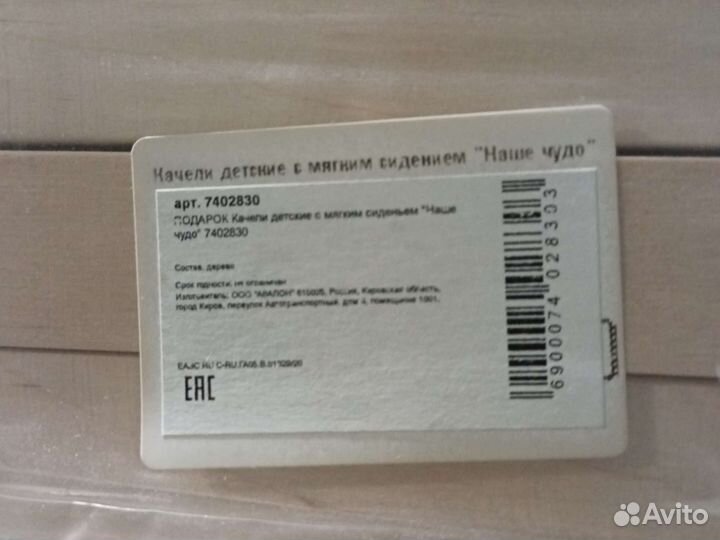 Качели детские с мягким сидением "Наше чудо"
арт. 7402830
ПОДАРОК Качели детские с мягким сиденьем "Наше
чудо" 7402830
Состав: дерево
Срок годности: не ограничен
Изготовитель: ООО "АВАЛОН" Россия, Кировская область,
город Киров, переулок Автотранспортный, дом 4, помещение 1001.
EAC
6900074028303
Avito